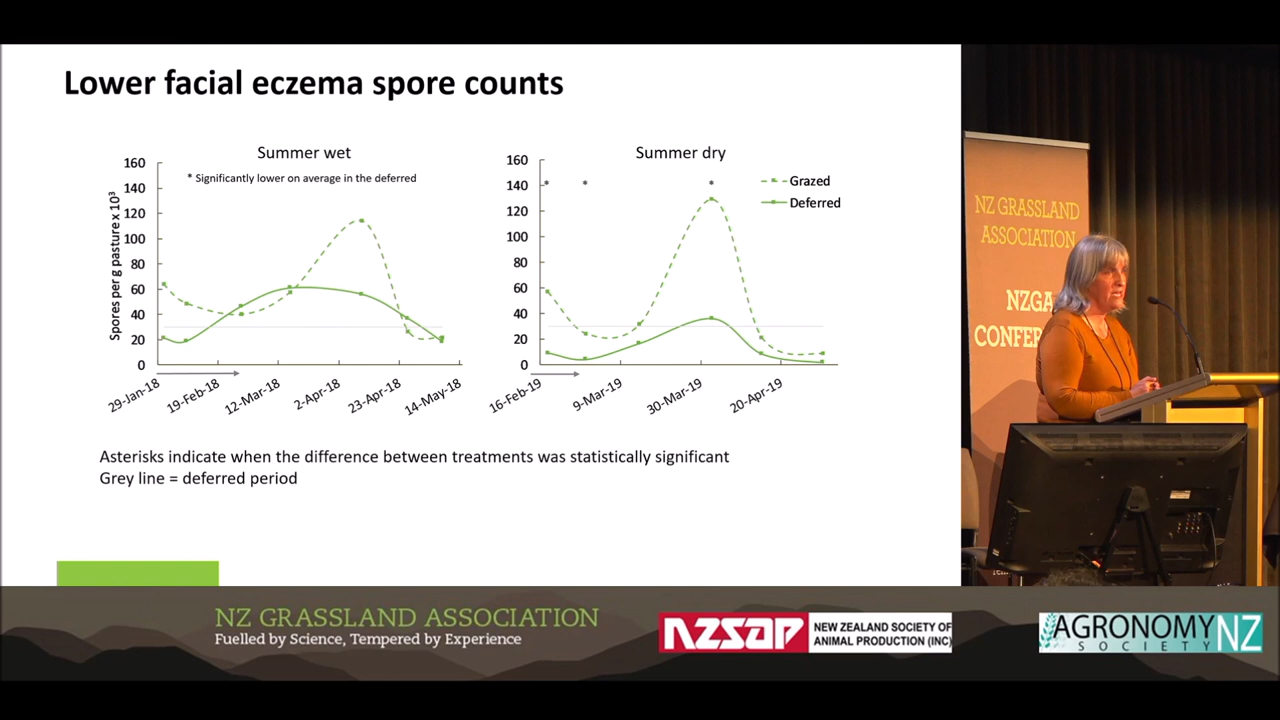 Lower facial eczema spore counts
Summer wet
* Significantly lower on average in the deferred
Spores per g pasture x 10³
160
140
120
100
80
60
40
20
0
29-Jan-18
19-Feb-18
12-Mar-18
2-Apr-18
23-Apr-18
14-May-18
Summer dry
160
140
120
100
80
60
40
20
0
* * *
Grazed
Deferred
16-Feb-19
9-Mar-19
30-Mar-19
20-Apr-19
Asterisks indicate when the difference between treatments was statistically significant
Grey line = deferred period
NZ GRASSLAND
ASSOCIATION
NZGA
CONFER
NZ GRASSLAND ASSOCIATION
Fuelled by Science, Tempered by Experience
NZSAP
NEW ZEALAND SOCIETY OF
ANIMAL PRODUCTION (INC)
AGRONOMY NZ
SOCIETY